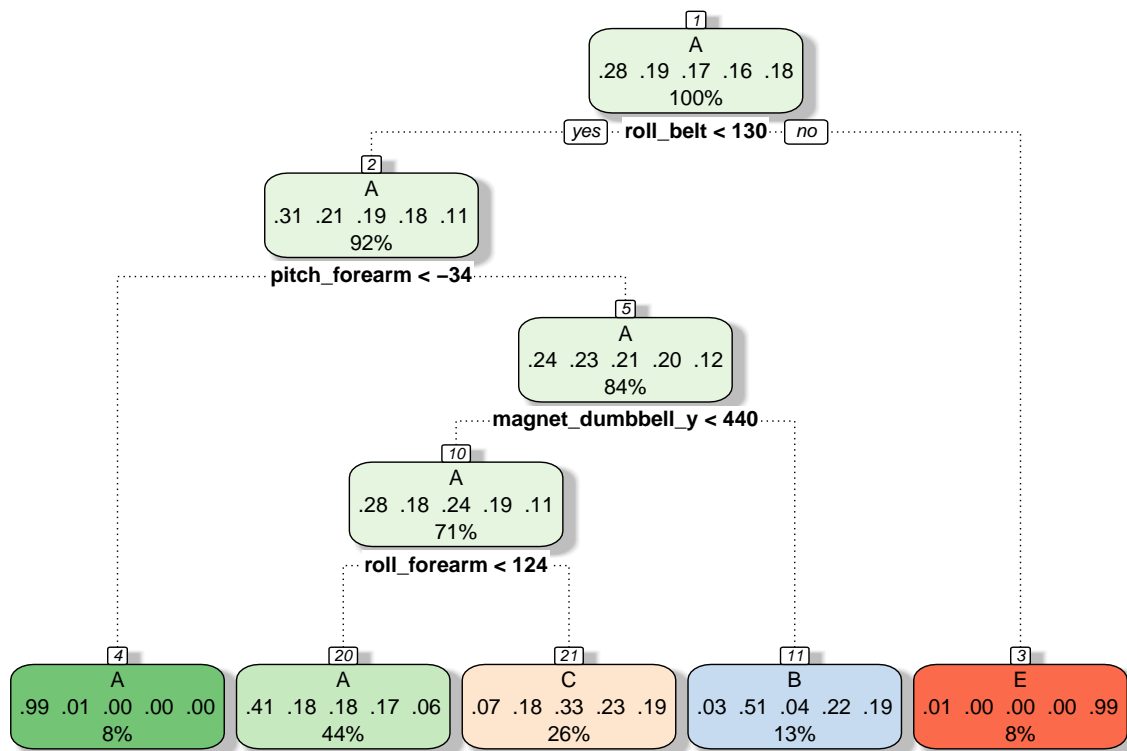 1
A
.28 .19 .17 .16 .18
100%
yes roll_belt < 130 no
2
A
.31 .21 .19 .18 .11
92%
pitch_forearm < −34
5
A
.24 .23 .21 .20 .12
84%
magnet_dumbbell_y < 440
10
A
.28 .18 .24 .19 .11
71%
roll_forearm < 124
4
A
.99 .01 .00 .00 .00
8%
20
A
.41 .18 .18 .17 .06
44%
21
C
.07 .18 .33 .23 .19
26%
11
B
.03 .51 .04 .22 .19
13%
3
E
.01 .00 .00 .00 .99
8%